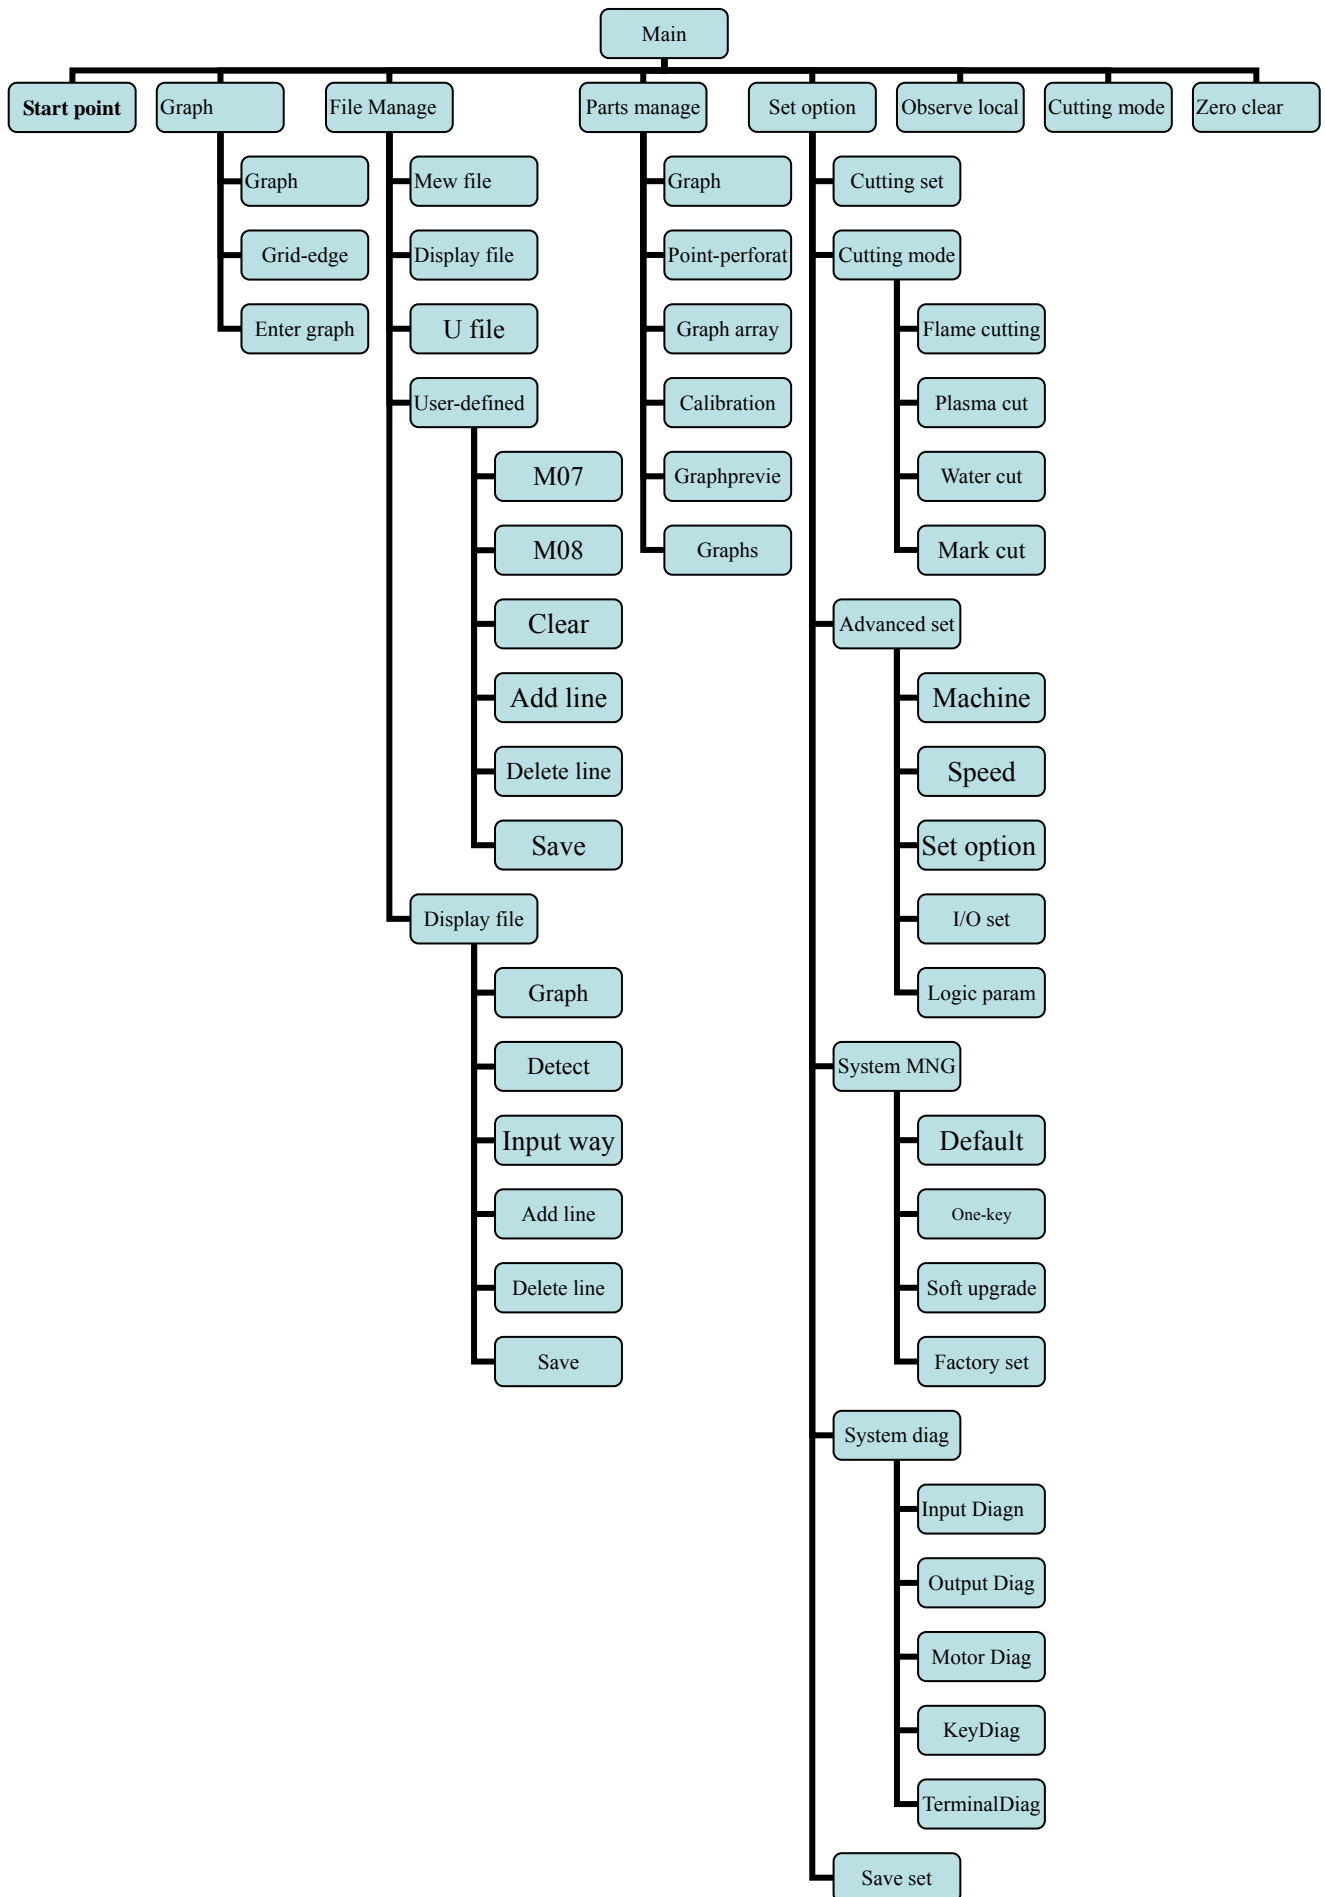 Main
Start point
Graph
File Manage
Parts manage
Set option
Observe local
Cutting mode
Zero clear
Graph
Grid-edge
Enter graph
Mew file
Display file
U file
User-defined
M07
M08
Clear
Add line
Delete line
Save
Display file
Graph
Detect
Input way
Add line
Delete line
Save
Graph
Point-perforat
Graph array
Calibration
Graphprevie
Graphs
Cutting set
Cutting mode
Flame cutting
Plasma cut
Water cut
Mark cut
Advanced set
Machine
Speed
Set option
I/O set
Logic param
System MNG
Default
One-key
Soft upgrade
Factory set
System diag
Input Diagn
Output Diag
Motor Diag
KeyDiag
TerminalDiag
Save set